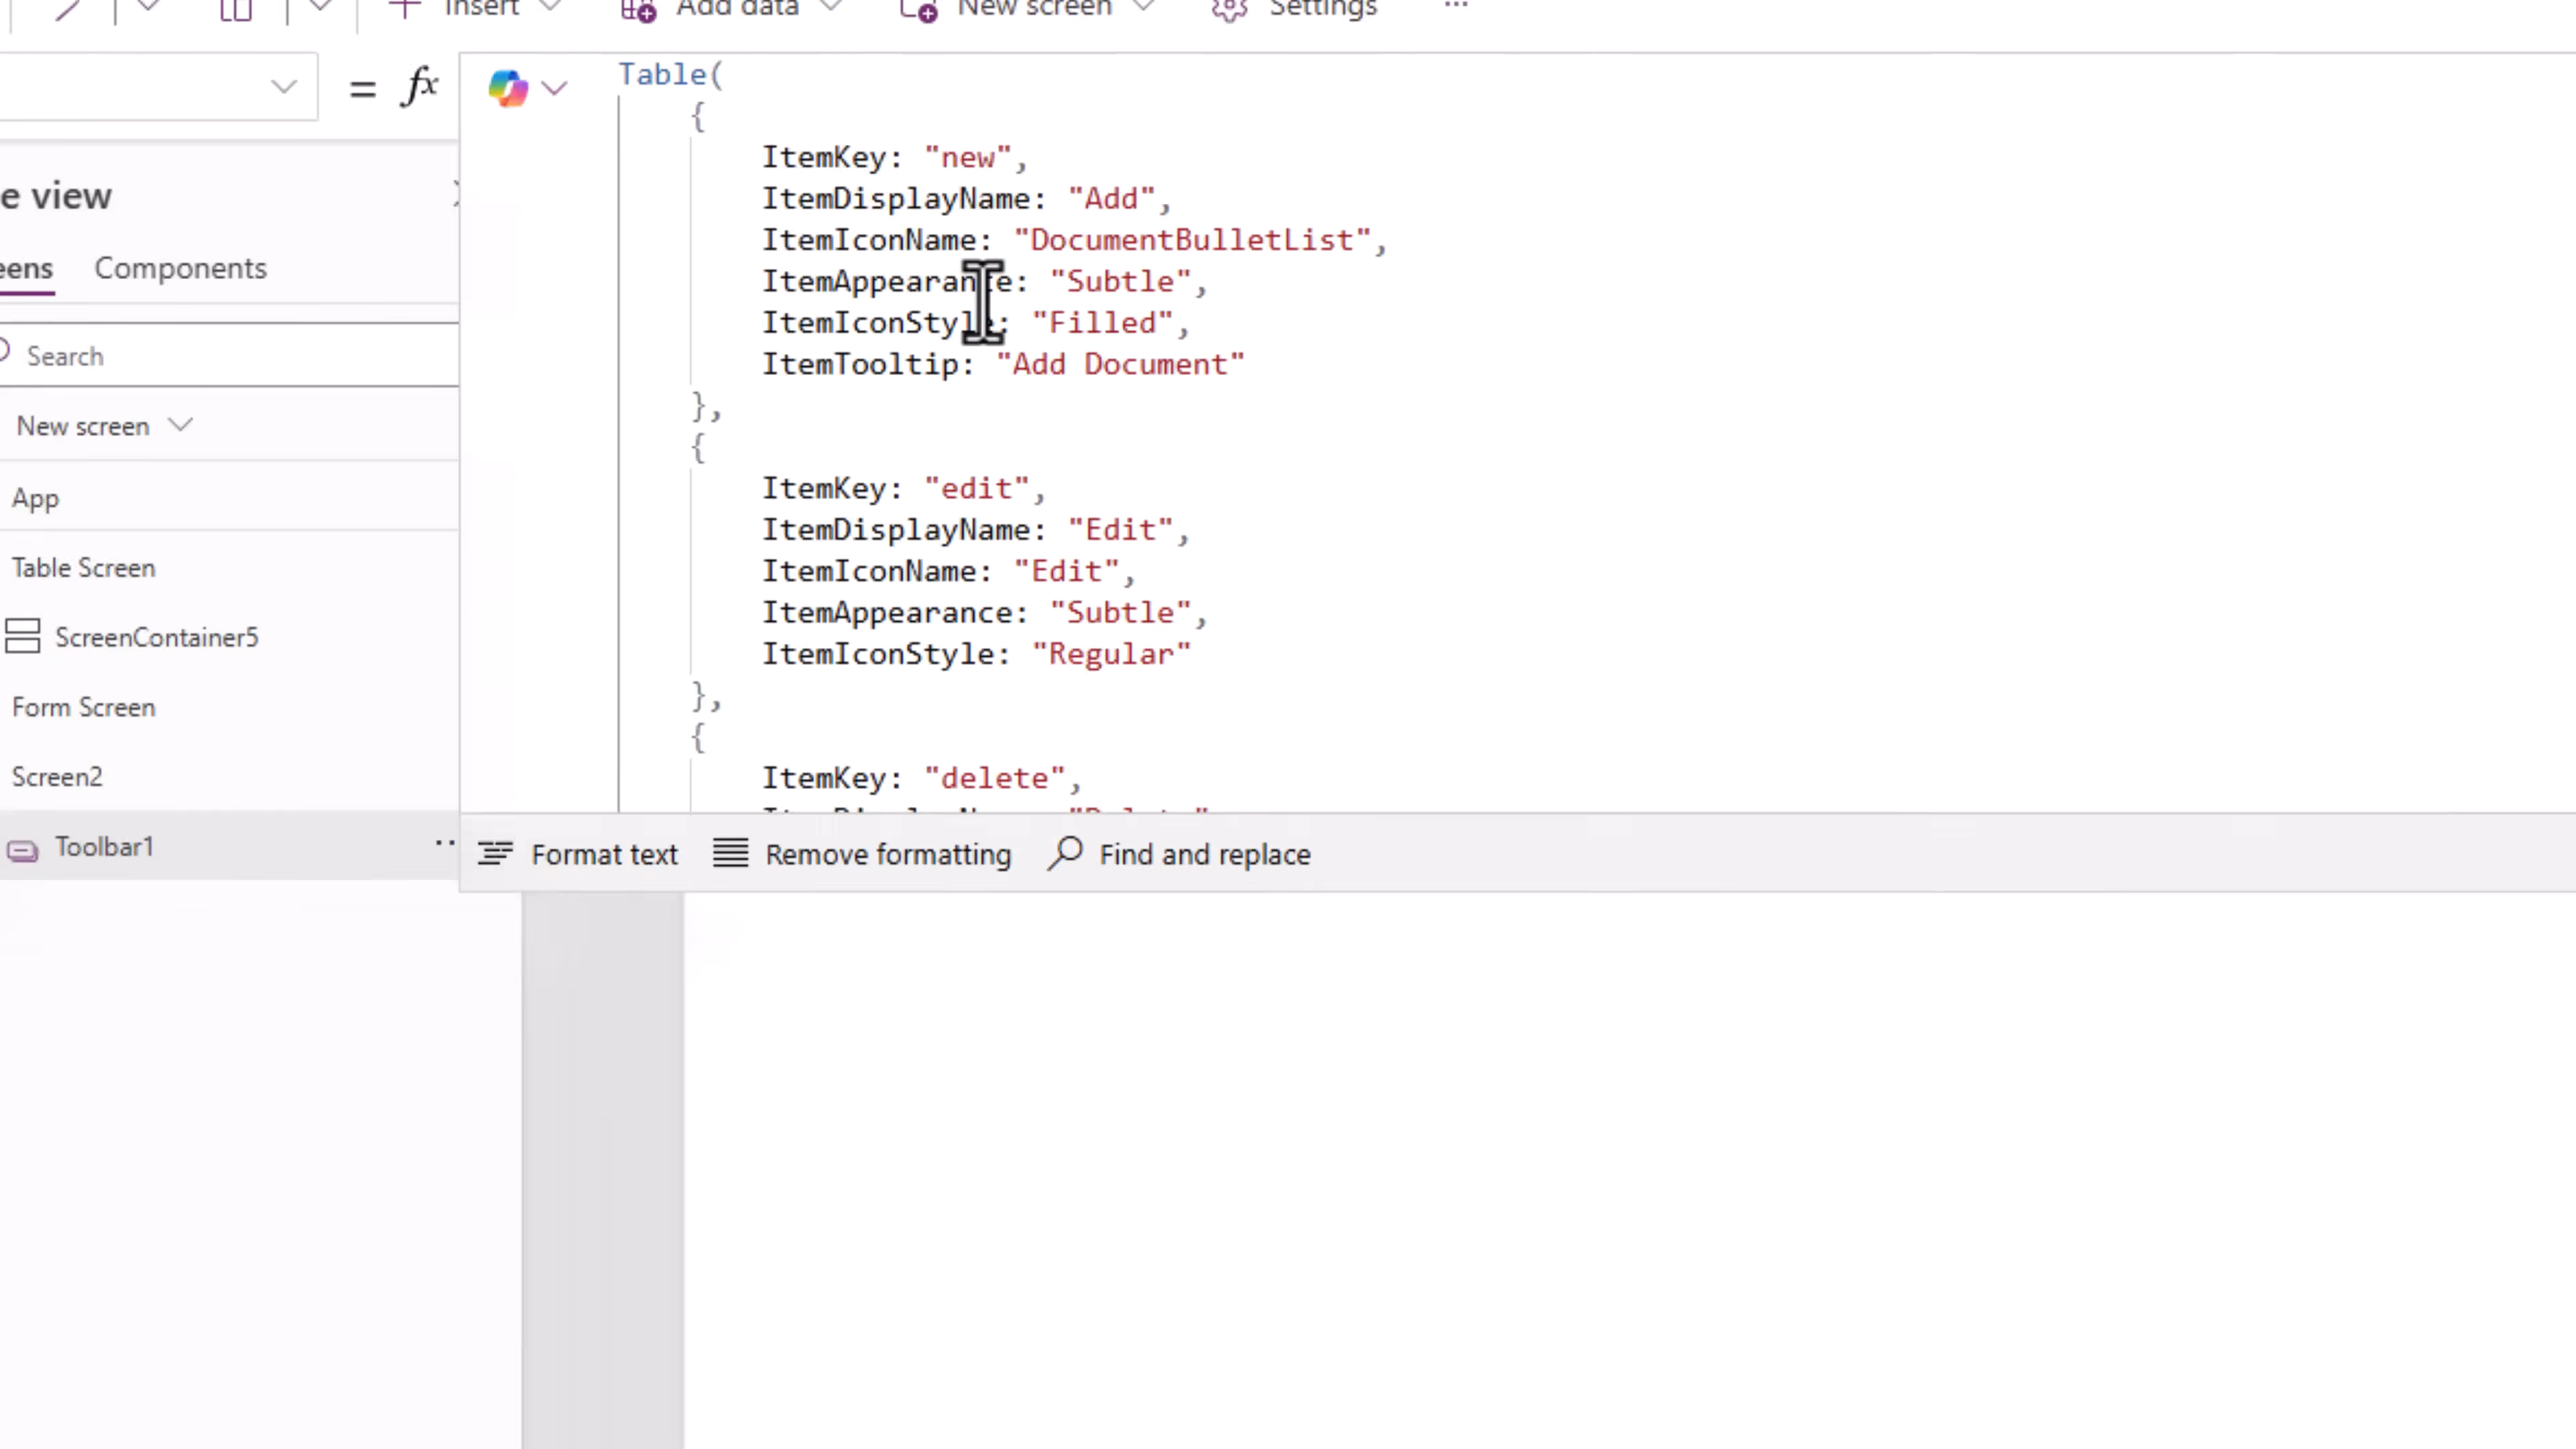 Insert
Add data
New screen
Settings
...
= fx
Table(
{
ItemKey: "new",
ItemDisplayName: "Add",
ItemIconName: "DocumentBulletList",
ItemAppearance: "Subtle",
ItemIconStyle: "Filled",
ItemTooltip: "Add Document"
},
{
ItemKey: "edit",
ItemDisplayName: "Edit",
ItemIconName: "Edit",
ItemAppearance: "Subtle",
ItemIconStyle: "Regular"
},
{
ItemKey: "delete",
Format text
Remove formatting
Find and replace
e view
eens
Components
Search
New screen
App
Table Screen
ScreenContainer5
Form Screen
Screen2
Toolbar1